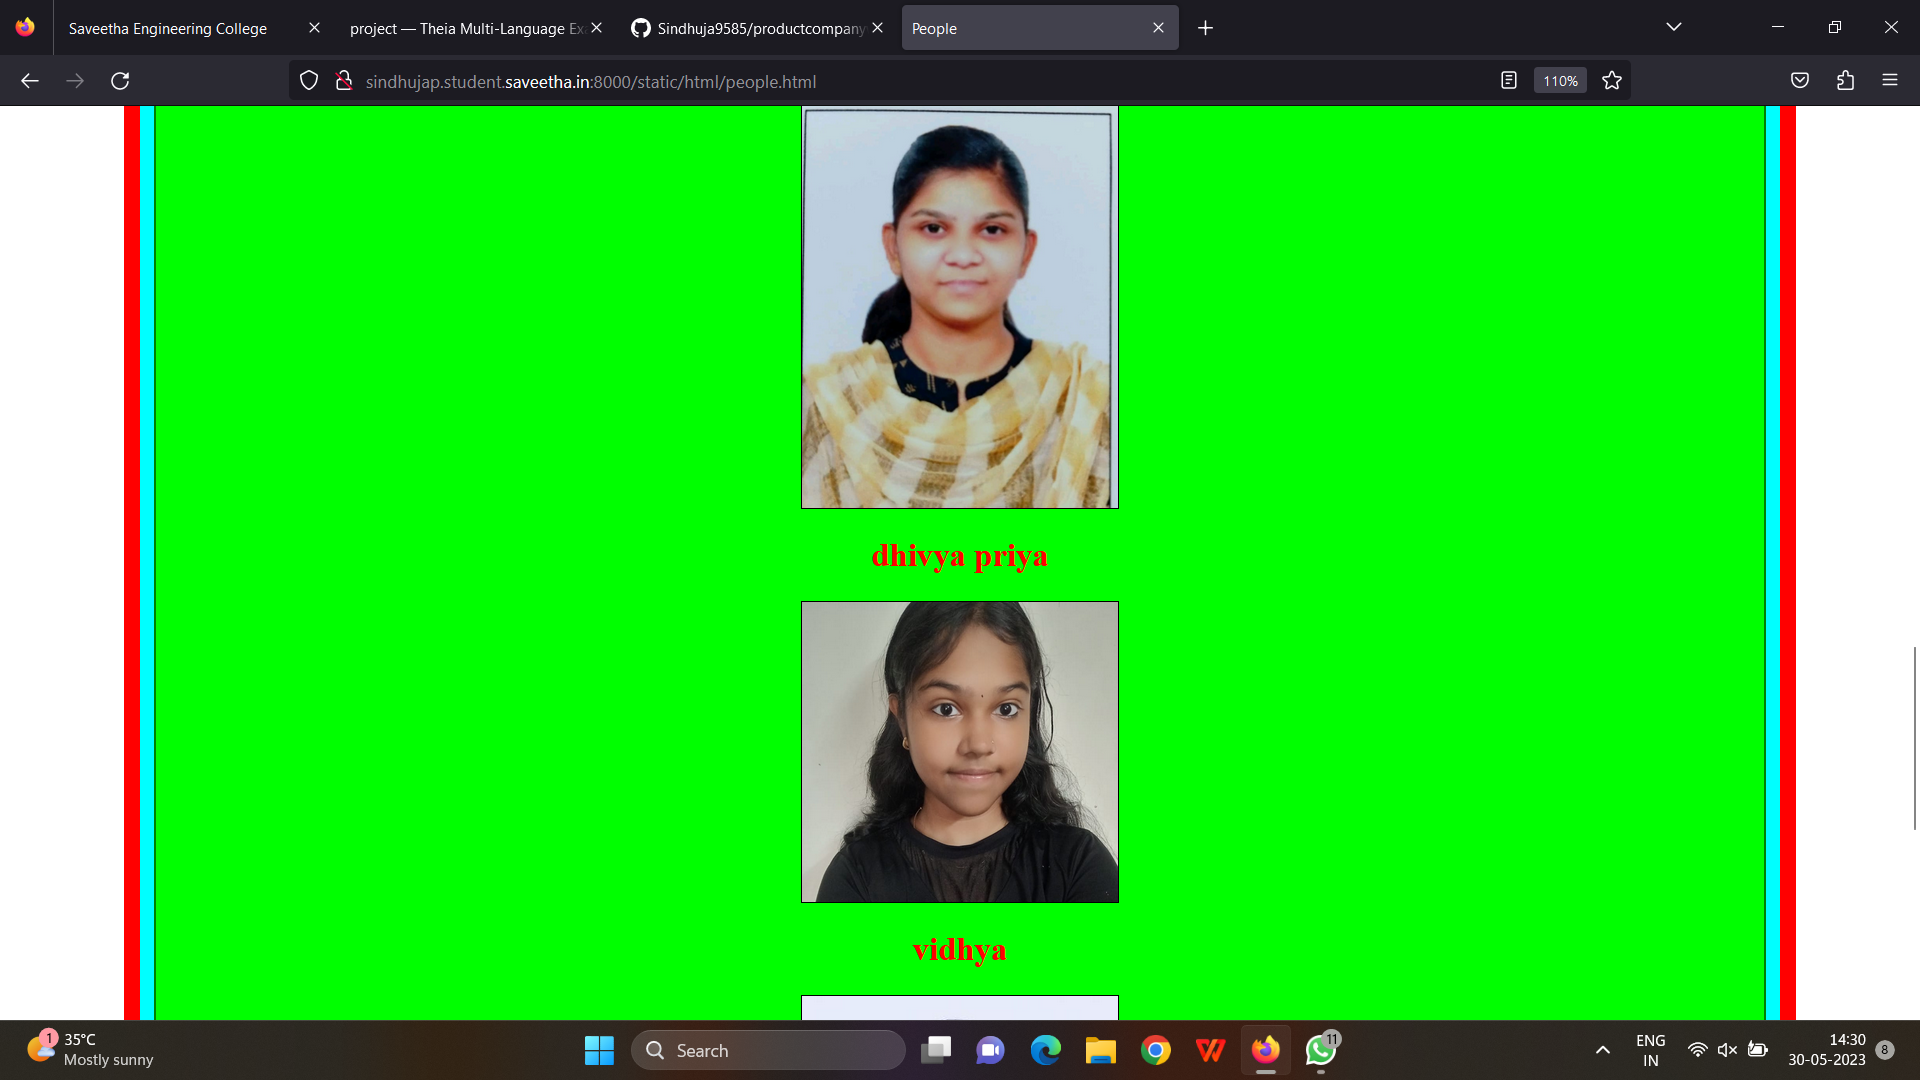 Saveetha Engineering College
project — Theia Multi-Language Ex
Sindhuja9585/productcompany
People
sindhujap.student.saveetha.in:8000/static/html/people.html
110%
dhivya priya
vidhya
1
35°C
Mostly sunny
Search
11
ENG
IN
14:30
30-05-2023
8